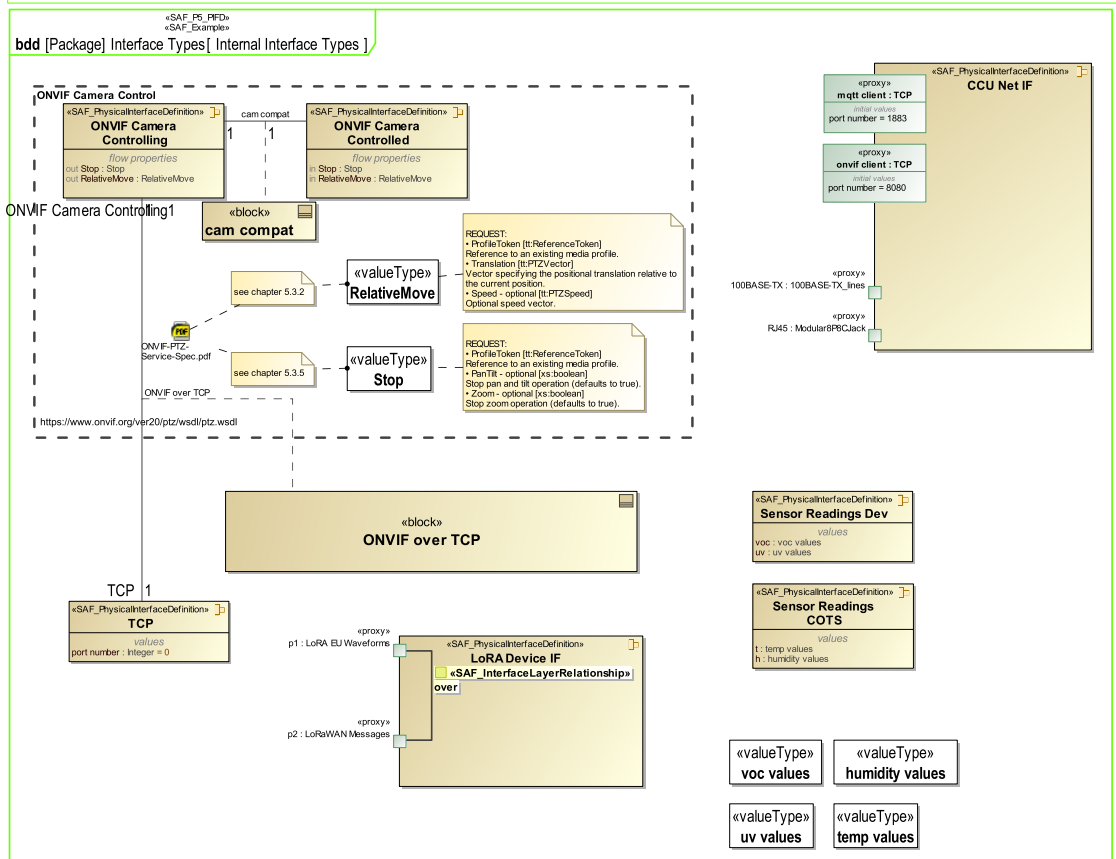 «SAF_P5_PIFD»
«SAF_Example»
bdd [Package] Interface Types[ Internal Interface Types ]
ONVIF Camera Control
«SAF_PhysicalInterfaceDefinition»
ONVIF Camera
Controlling
flow properties
out Stop : Stop
out RelativeMove : RelativeMove
cam compat
1
1
«SAF_PhysicalInterfaceDefinition»
ONVIF Camera
Controlled
flow properties
in Stop : Stop
in RelativeMove : RelativeMove
ONVIF Camera Controlling1
1
«block»
cam compat
see chapter 5.3.2
«valueType»
RelativeMove
REQUEST:
• ProfileToken [tt:ReferenceToken]
Reference to an existing media profile.
• Translation [tt:PTZVector]
Vector specifying the positional translation relative to
the current position.
• Speed - optional [tt:PTZSpeed]
Optional speed vector.
PDF
ONVIF-PTZ-
Service-Spec.pdf
see chapter 5.3.5
«valueType»
Stop
REQUEST:
• ProfileToken [tt:ReferenceToken]
Reference to an existing media profile.
• PanTilt - optional [xs:boolean]
Stop pan and tilt operation (defaults to true).
• Zoom - optional [xs:boolean]
Stop zoom operation (defaults to true).
ONVIF over TCP
https://www.onvif.org/ver20/ptz/wsdl/ptz.wsdl
«block»
ONVIF over TCP
TCP 1
«SAF_PhysicalInterfaceDefinition»
TCP
values
port number : Integer = 0
«proxy»
p1 : LoRA EU Waveforms
«proxy»
p2 : LoRaWAN Messages
«SAF_PhysicalInterfaceDefinition»
LoRA Device IF
«SAF_InterfaceLayerRelationship»
over
«SAF_PhysicalInterfaceDefinition»
CCU Net IF
«proxy»
mqtt client : TCP
initial values
port number = 1883
«proxy»
onvif client : TCP
initial values
port number = 8080
«proxy»
100BASE-TX : 100BASE-TX_lines
«proxy»
RJ45 : Modular8P8CJack
«SAF_PhysicalInterfaceDefinition»
Sensor Readings Dev
values
voc : voc values
uv : uv values
«SAF_PhysicalInterfaceDefinition»
Sensor Readings
COTS
values
t : temp values
h : humidity values
«valueType»
voc values
«valueType»
humidity values
«valueType»
uv values
«valueType»
temp values